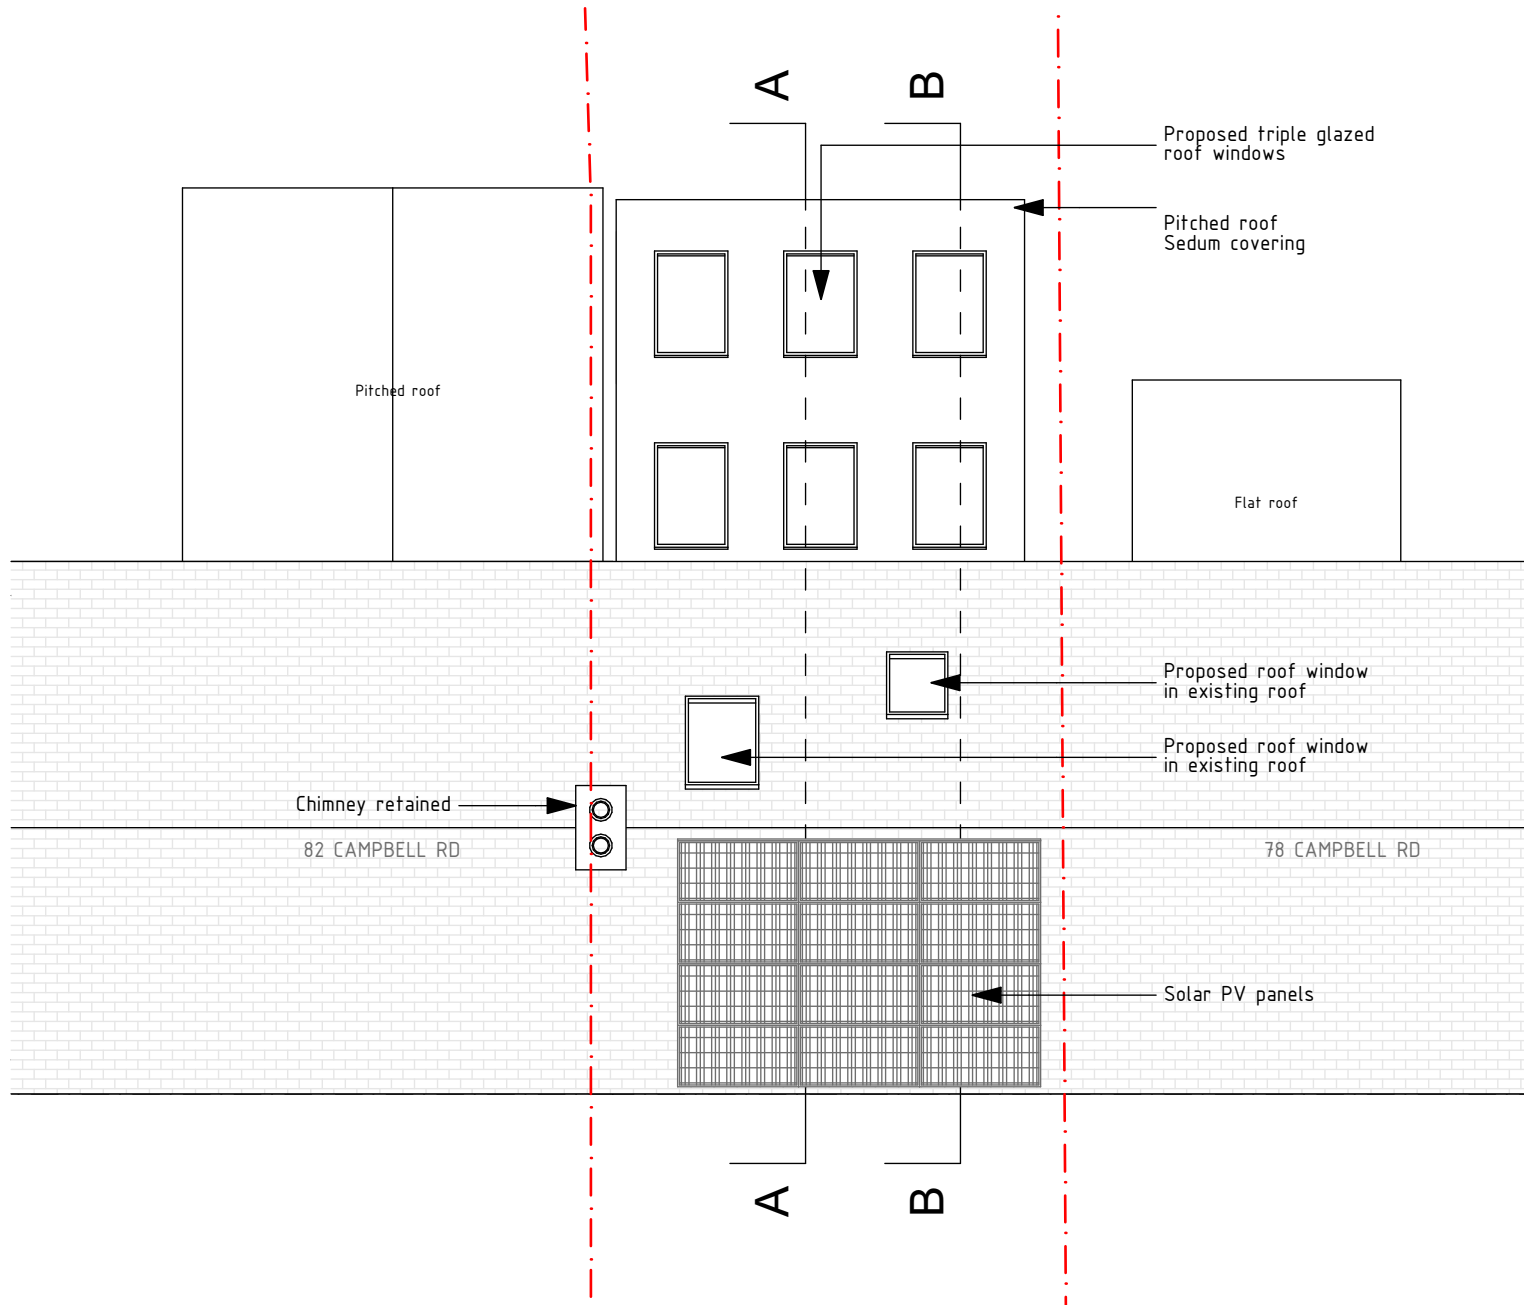 A
B
Proposed triple glazed
roof windows
Pitched roof
Sedum covering
Pitched roof
Flat roof
Proposed roof window
in existing roof
Proposed roof window
in existing roof
Chimney retained
82 CAMPBELL RD
78 CAMPBELL RD
Solar PV panels
A
B